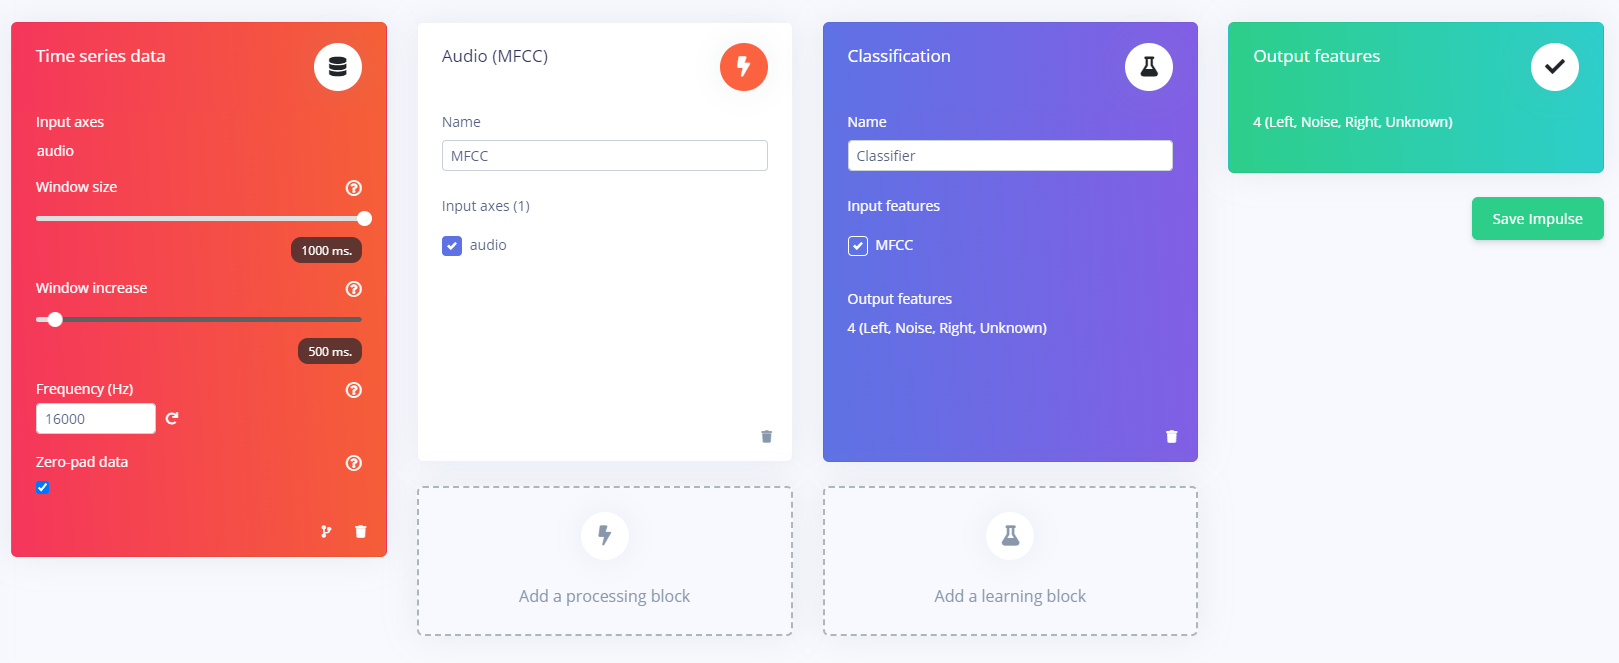 Time series data
Input axes
audio
Window size
1000 ms.
Window increase
500 ms.
Frequency (Hz)
16000
Zero-pad data
Audio (MFCC)
Name
MFCC
Input axes (1)
audio
Add a processing block
Classification
Name
Classifier
Input features
MFCC
Output features
4 (Left, Noise, Right, Unknown)
Add a learning block
Output features
4 (Left, Noise, Right, Unknown)
Save Impulse